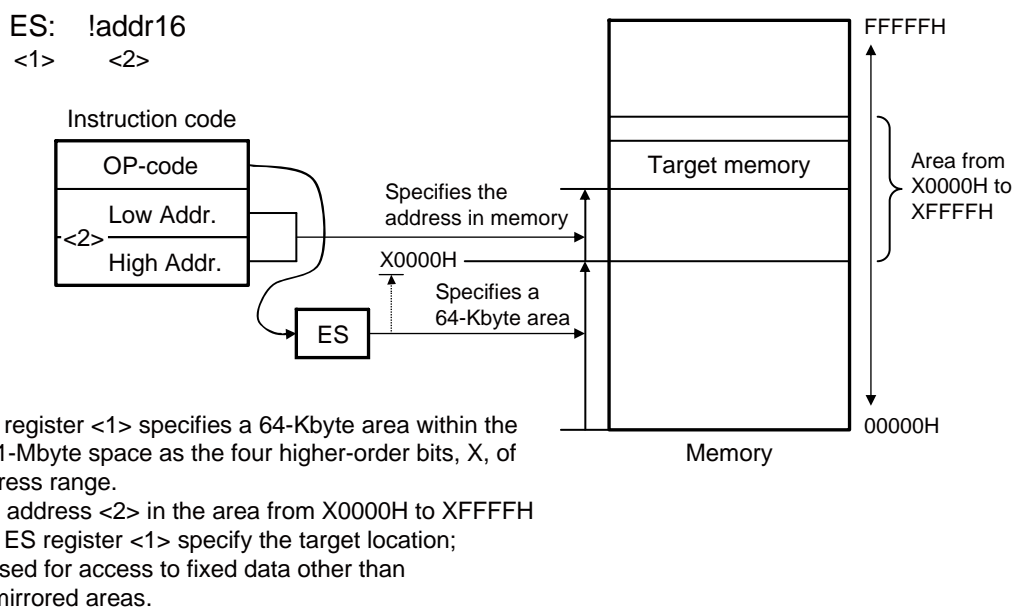 ES: !addr16
<1> <2>
FFFFFH
Instruction code
OP-code
Low Addr.
<2>
High Addr.
Target memory
Area from
X0000H to
XFFFFH
Specifies the
address in memory
X0000H
Specifies a
64-Kbyte area
ES
00000H
Memory
register <1> specifies a 64-Kbyte area within the
1-Mbyte space as the four higher-order bits, X, of
ress range.
address <2> in the area from X0000H to XFFFFH
ES register <1> specify the target location;
sed for access to fixed data other than
mirrored areas.